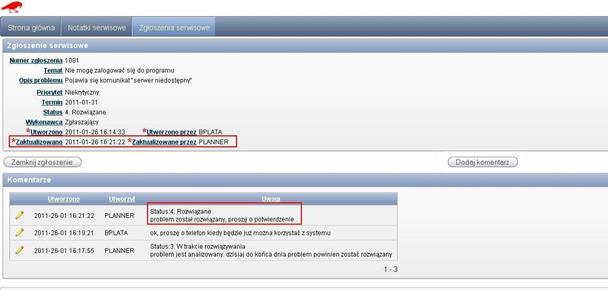 Strona główna Notatki serwisowe Zgłoszenia serwisowe
Zgłoszenie serwisowe
Numer zgłoszenia 1081
Temat Nie mogę zalogować się do programu
Opis problemu Pojawia się komunikat "serwer niedostępny"
Priorytet Niekrytyczny
Termin 2011-01-31
Status 4. Rozwiązane
Wykonawca Zgłaszający
*Utworzono 2011-01-26 16:14:33 *Utworzono przez BPLATA
*Zaktualizowano 2011-01-26 16:21:22 *Zaktualizowane przez PLANNER
Zamknij zgłoszenie Dodaj komentarz
Komentarze
Utworzono Utworzył Uwaga
2011-26-01 16:21:22 PLANNER Status:4. Rozwiązane
problem został rozwiązany, proszę o potwierdzenie
2011-26-01 16:19:21 BPLATA ok, proszę o telefon kiedy będzie już można korzystać z systemu
2011-26-01 16:17:55 PLANNER Status:3. W trakcie rozwiązywania
problem jest analizowany. dzisiaj do końca dnia problem powinien zostać rozwiązany
1 - 3